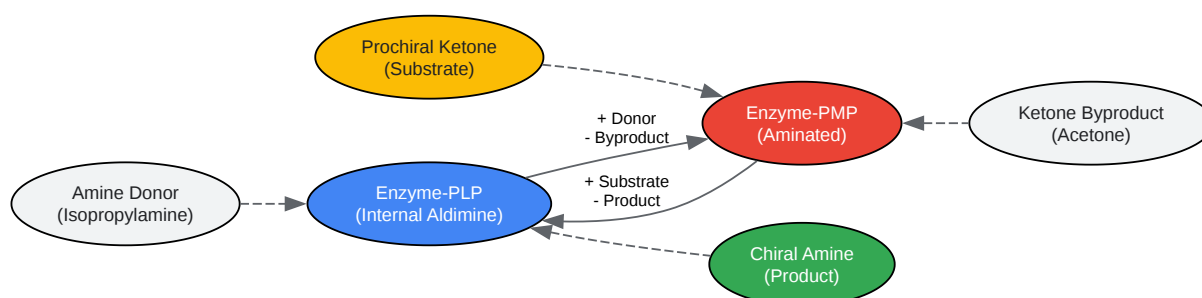 Prochiral Ketone
(Substrate)
Enzyme-PMP
(Aminated)
Ketone Byproduct
(Acetone)
+ Donor
- Byproduct
Amine Donor
(Isopropylamine)
Enzyme-PLP
(Internal Aldimine)
+ Substrate
- Product
Chiral Amine
(Product)